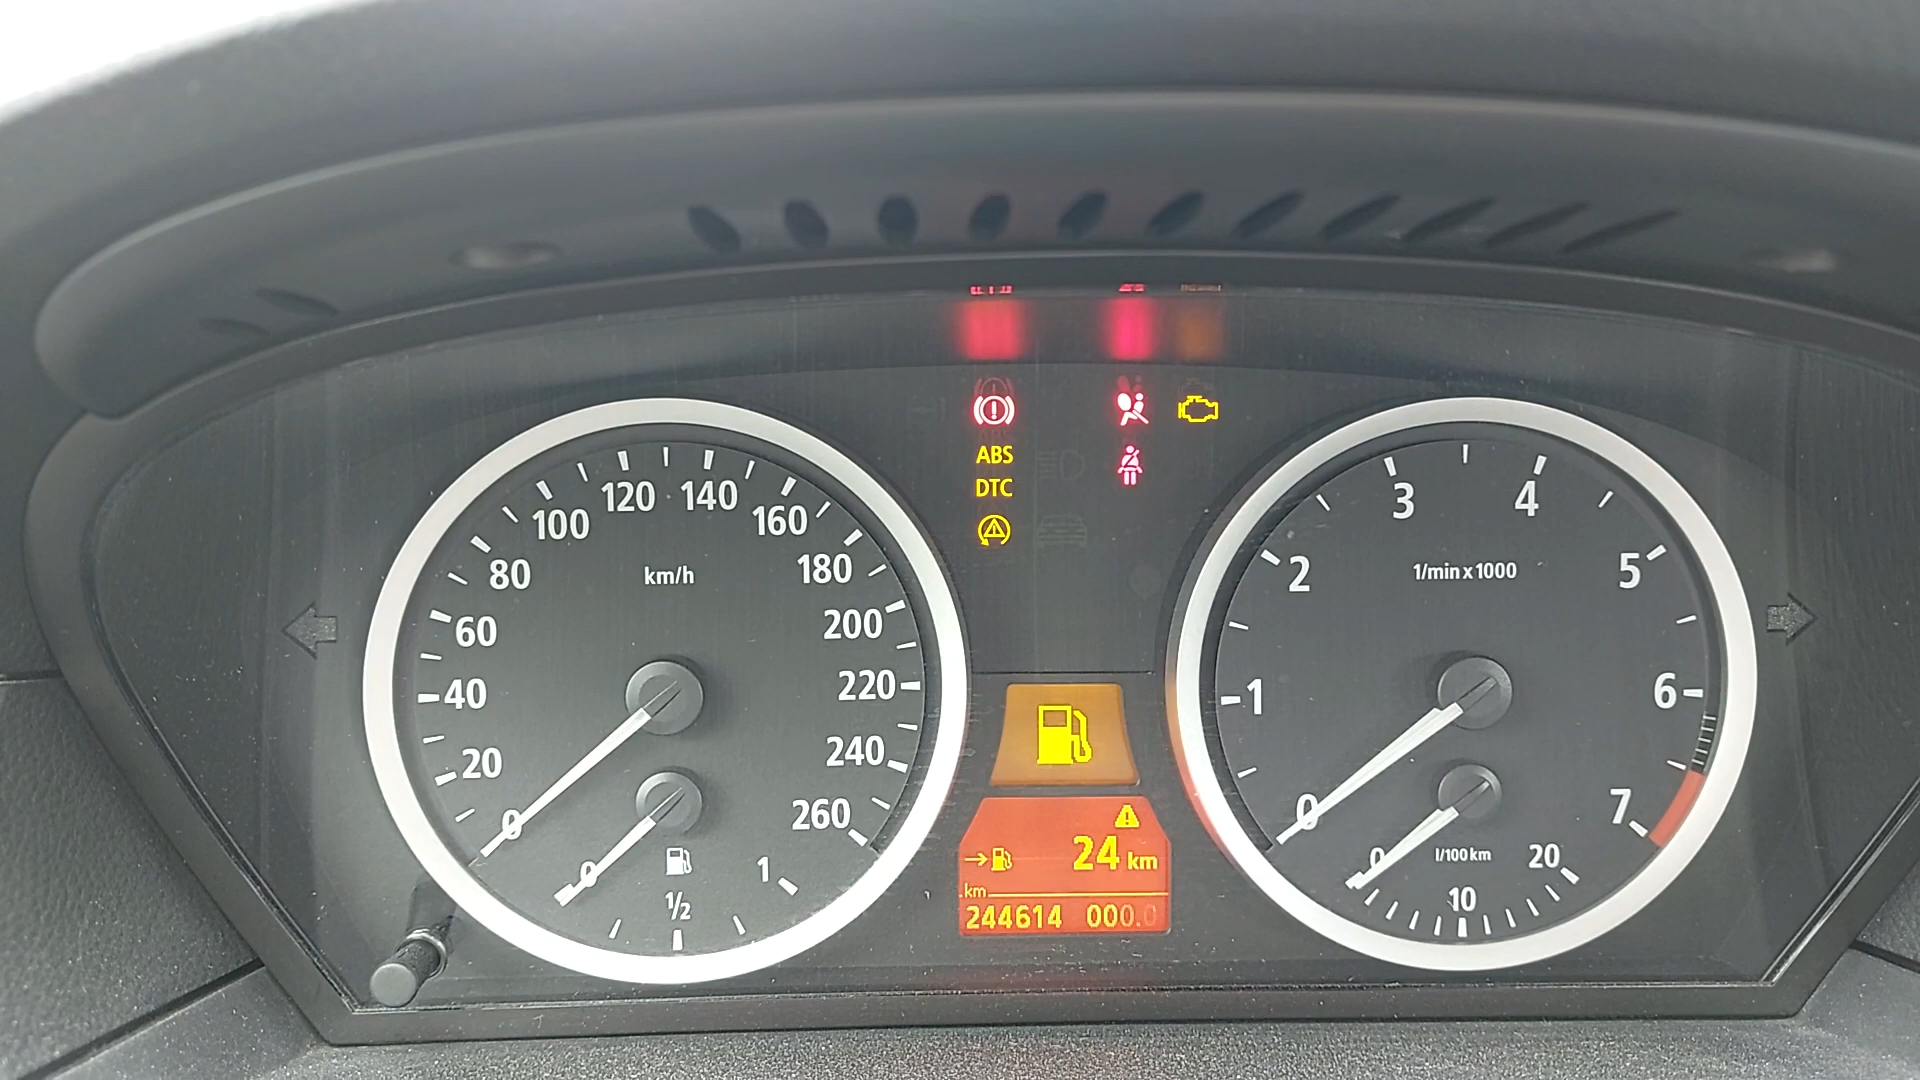 ABS
DTC
120 140
100 160
80 km/h 180
60 200
40 220
20 240
0 260
0 1/2 1
3 4
2 1/min x 1000 5
1 6
0 7
0 l/100 km 20
10
24 km
km
244614 000.0